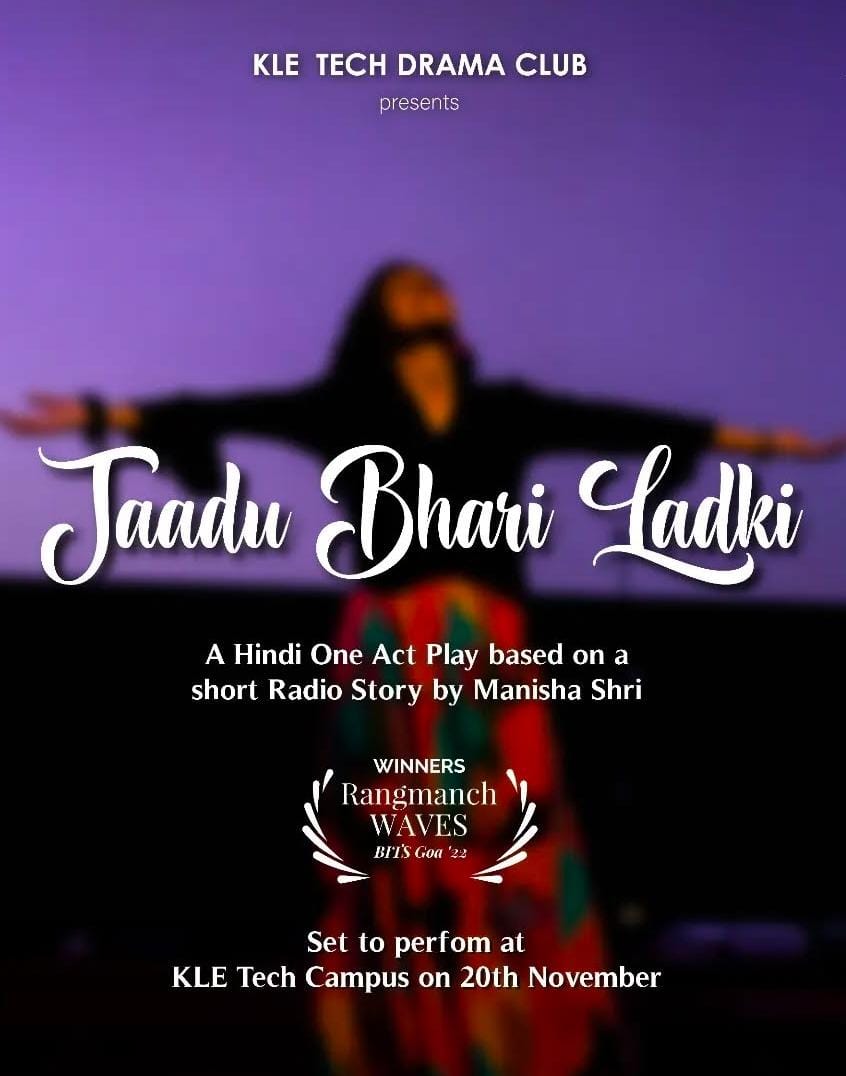 KLE TECH DRAMA CLUB
presents
Jaadu Bhari Ladki
A Hindi One Act Play based on a
short Radio Story by Manisha Shri
WINNERS
Rangmanch
WAVES
BITS Goa '22
Set to perfom at
KLE Tech Campus on 20th November